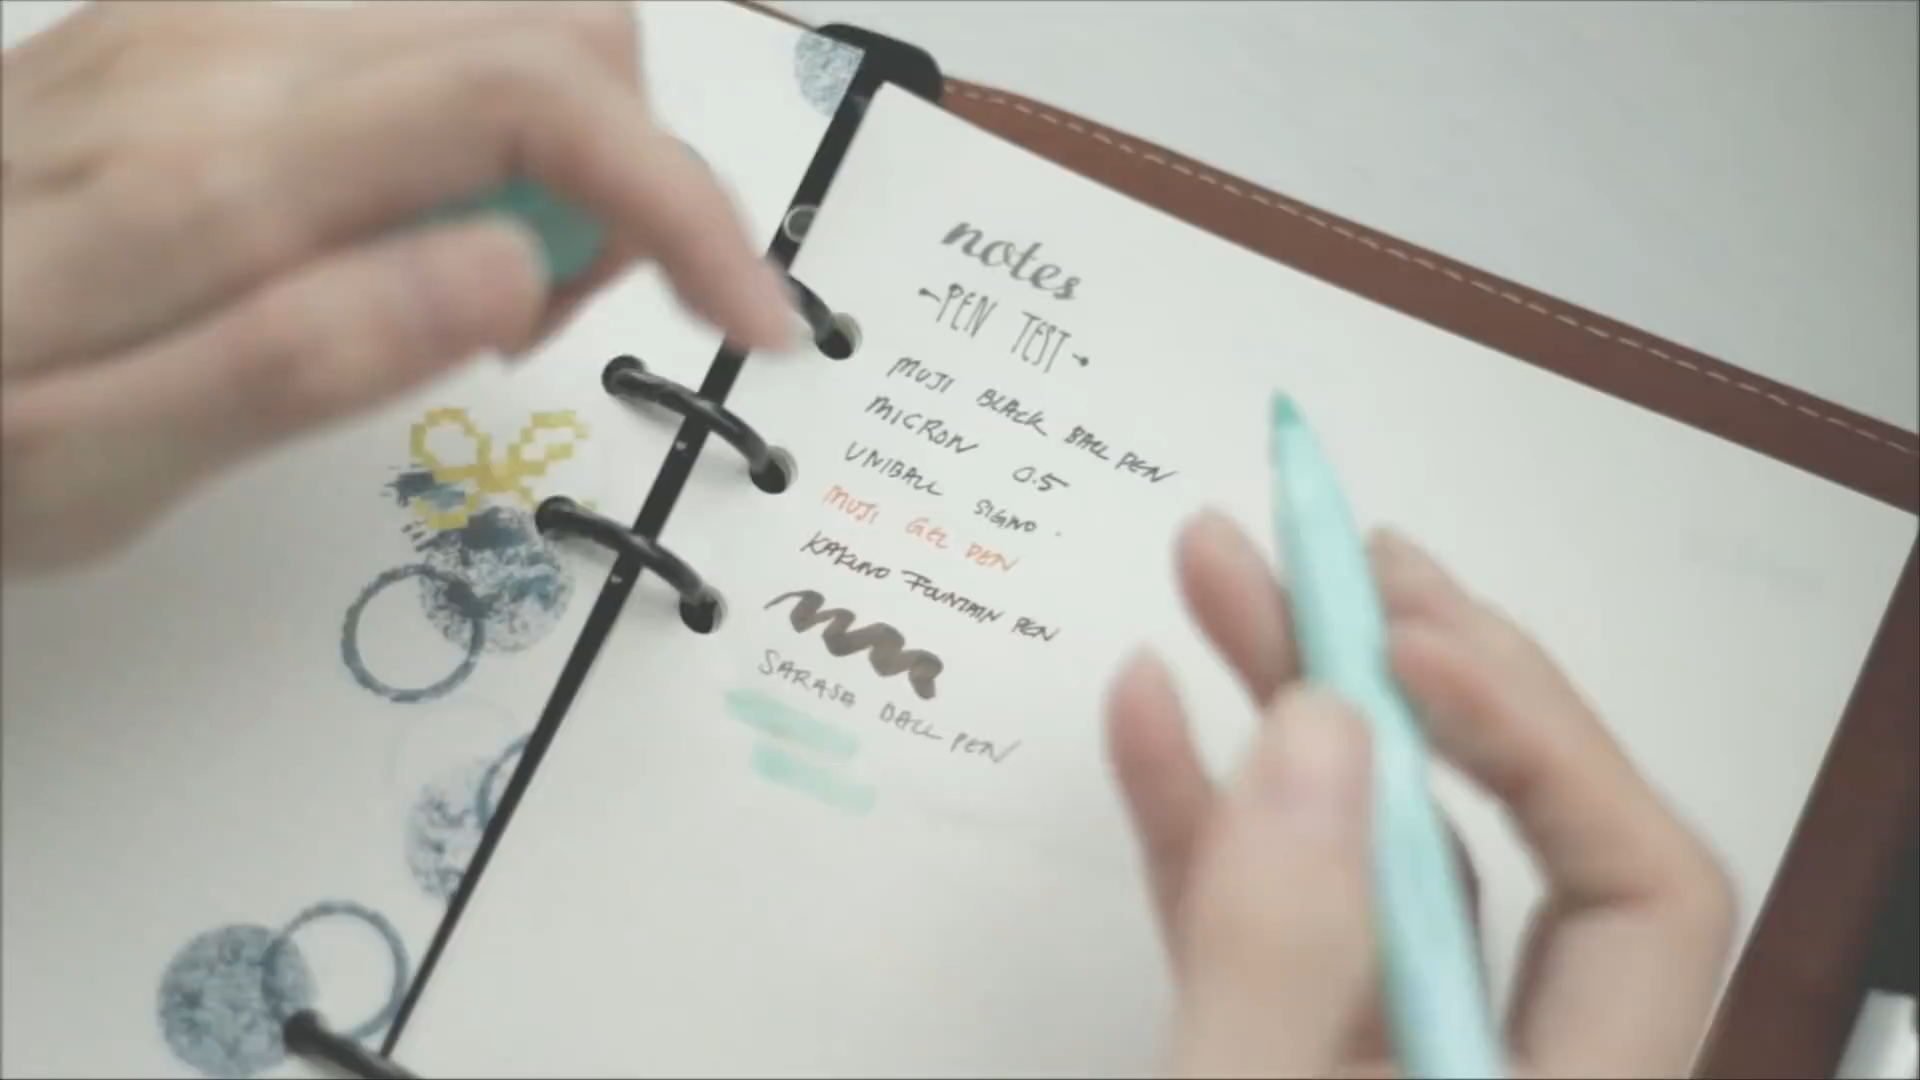 notes
PEN TEST
MUJI BLACK BALL PEN
MICRON 0.5
UNIBALL SIGNO.
MUJI GEL PEN
KAKUNO FOUNTAIN PEN
SARASA BALL PEN